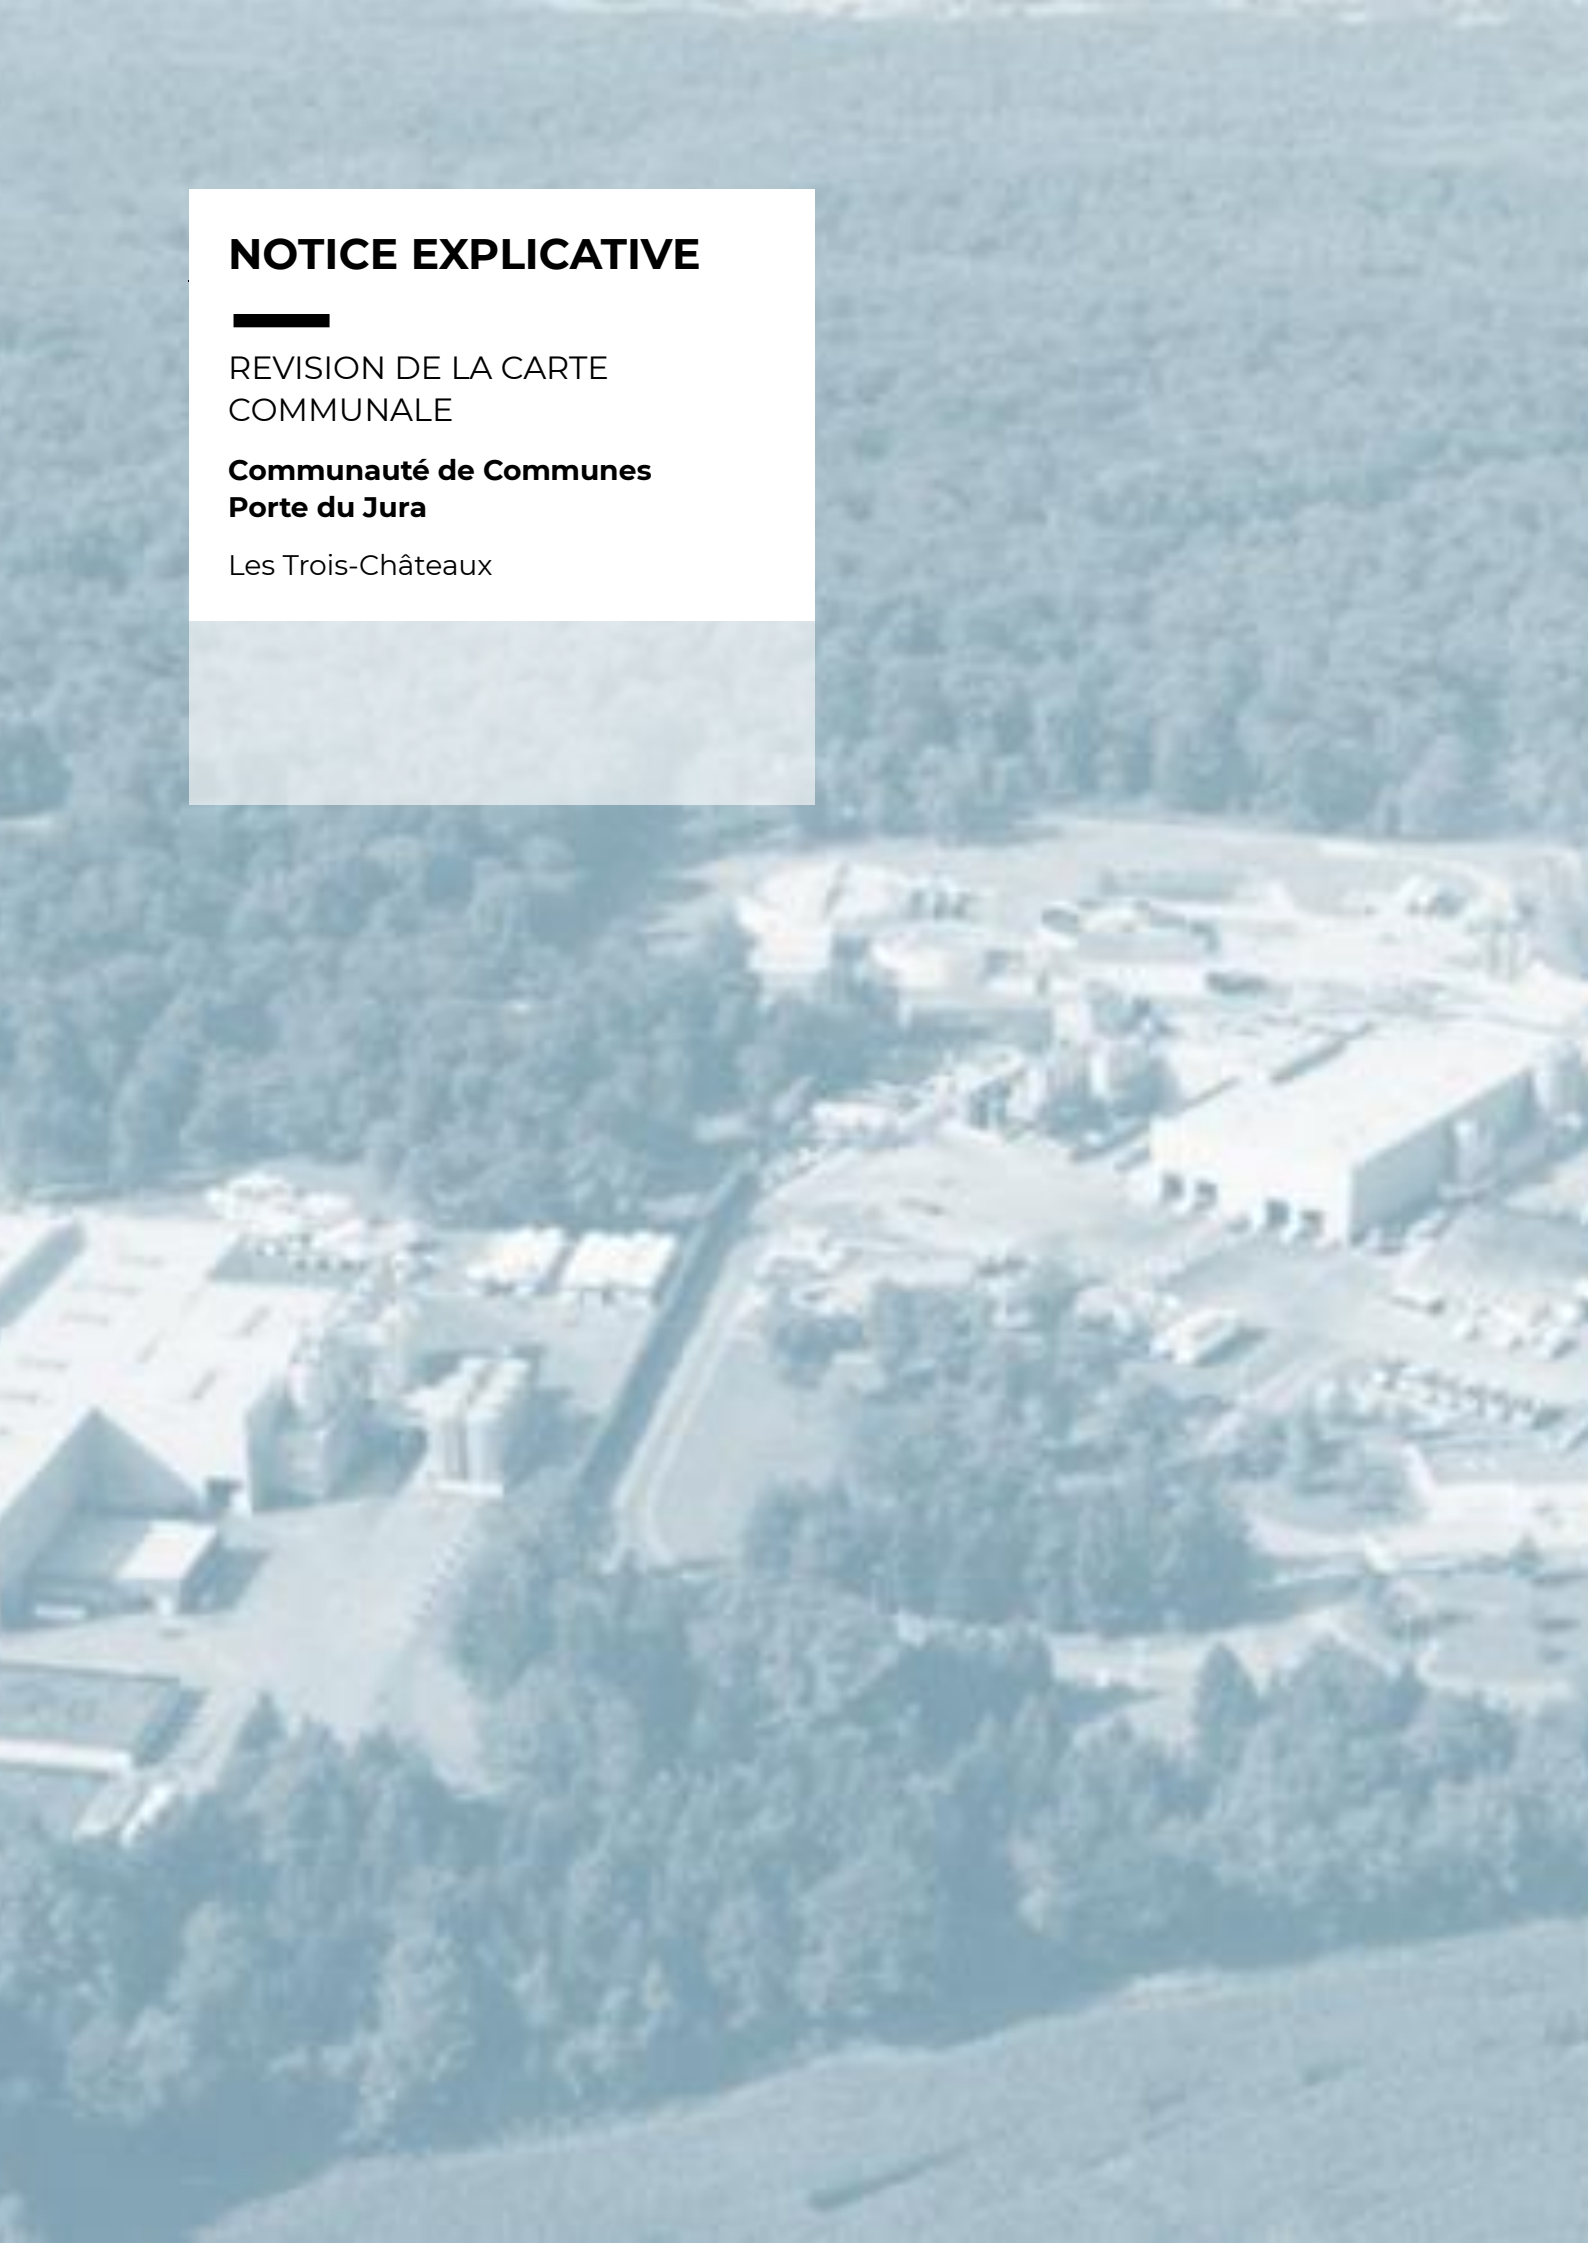 NOTICE EXPLICATIVE
REVISION DE LA CARTE
COMMUNALE
Communauté de Communes
Porte du Jura
Les Trois-Châteaux